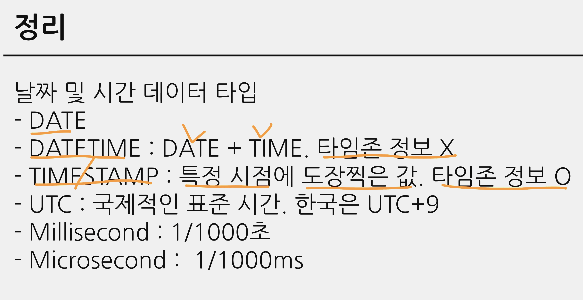 정리
날짜 및 시간 데이터 타입
- DATE
- DATETIME : DATE + TIME. 타임존 정보 X
- TIMESTAMP : 특정 시점에 도장찍은 값. 타임존 정보 O
- UTC : 국제적인 표준 시간. 한국은 UTC+9
- Millisecond : 1/1000초
- Microsecond :  1/1000ms